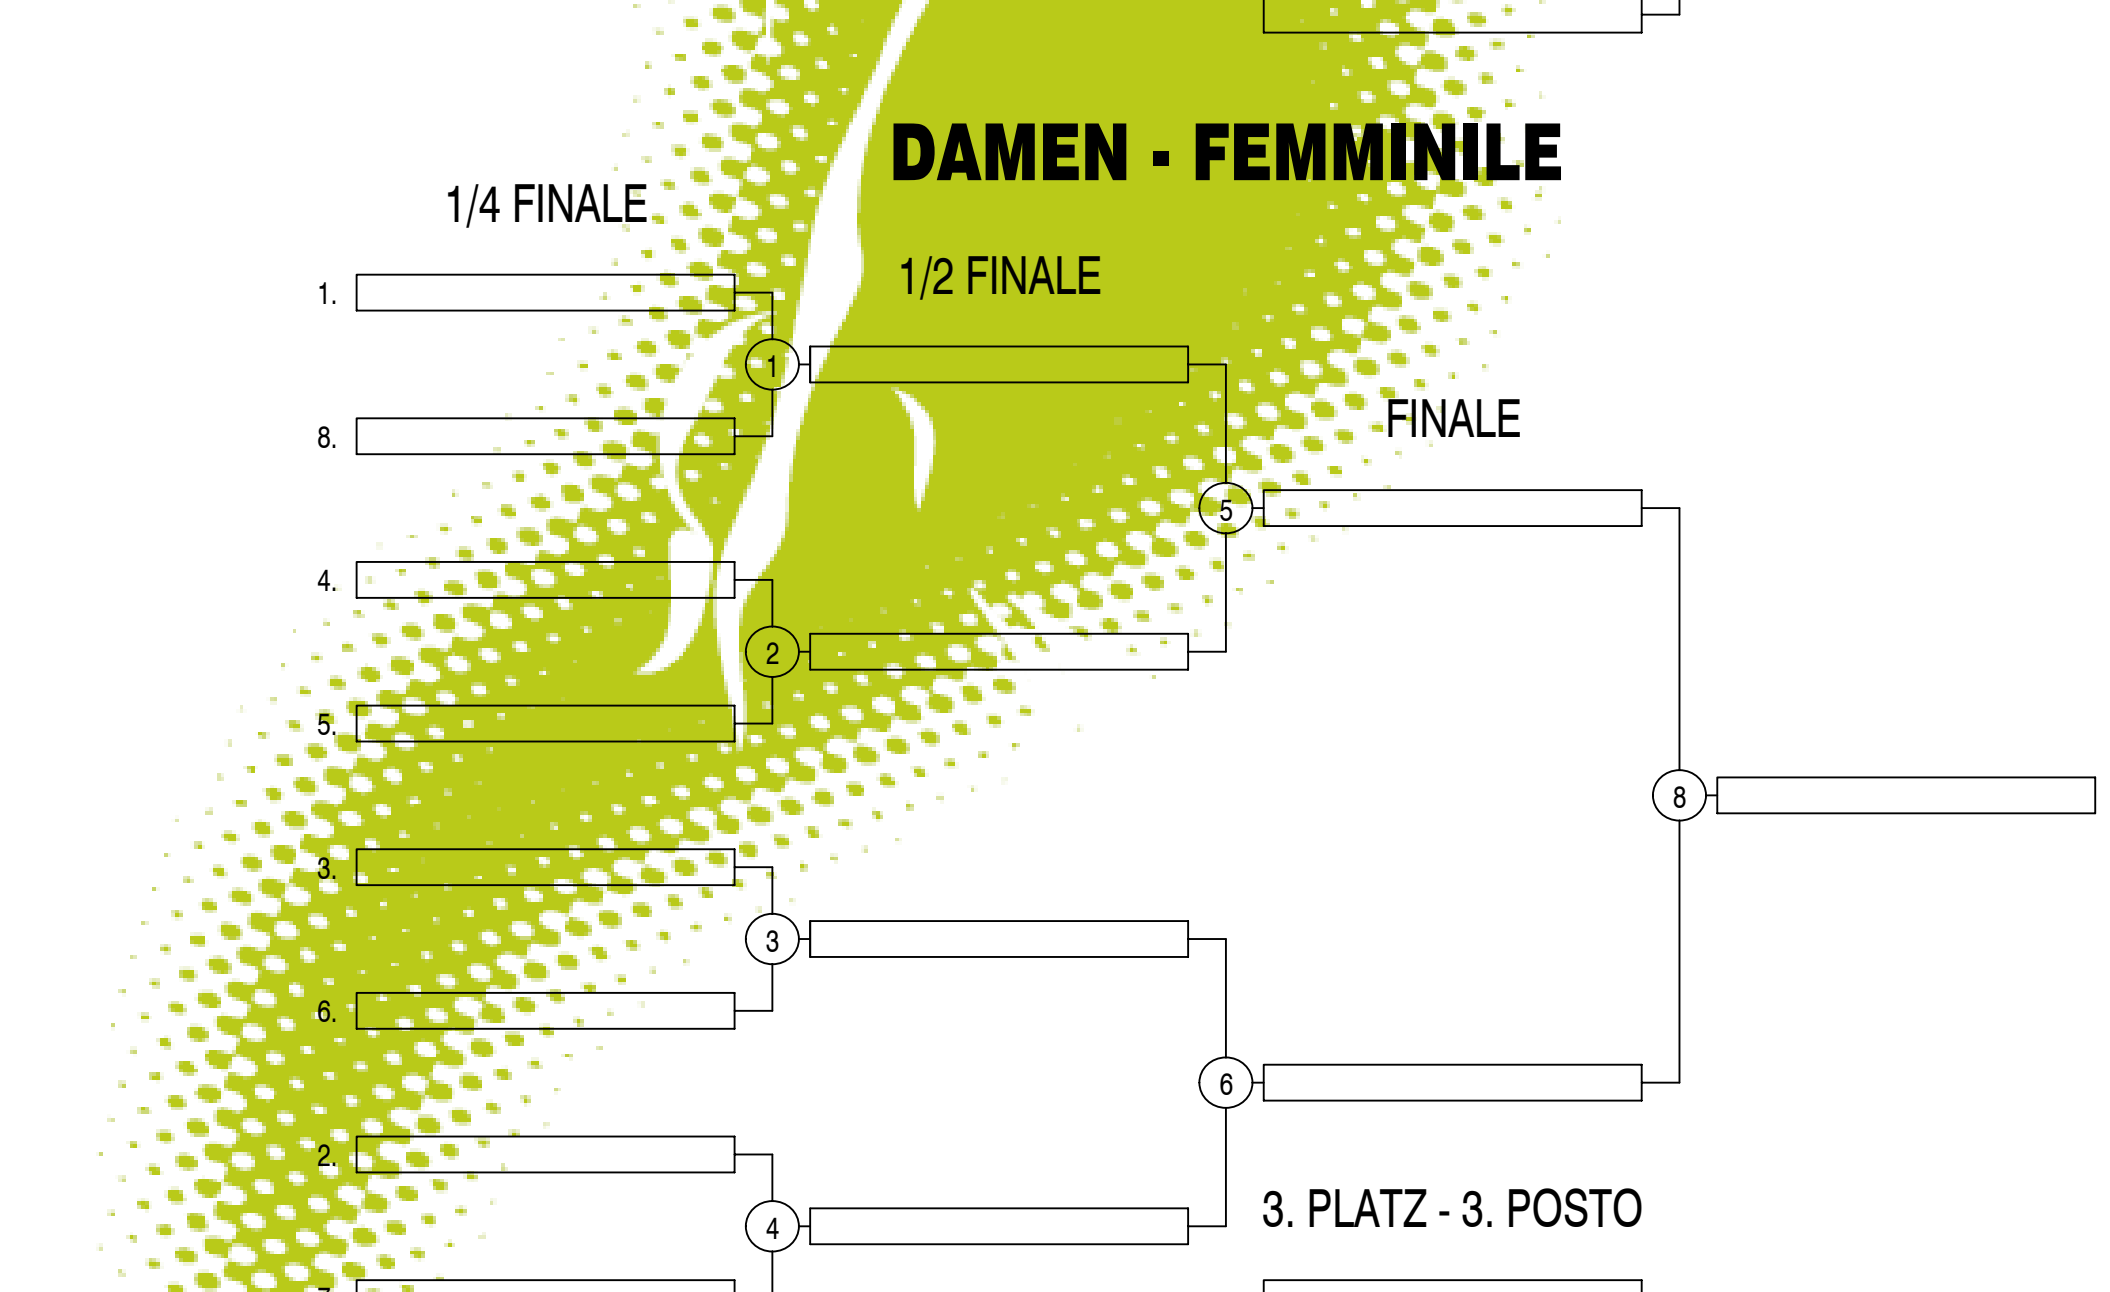 DAMEN - FEMMINILE
1/4 FINALE
1/2 FINALE
1.
1
8.
FINALE
5
4.
2
5.
8
3.
3
6.
6
2.
3. PLATZ - 3. POSTO
4